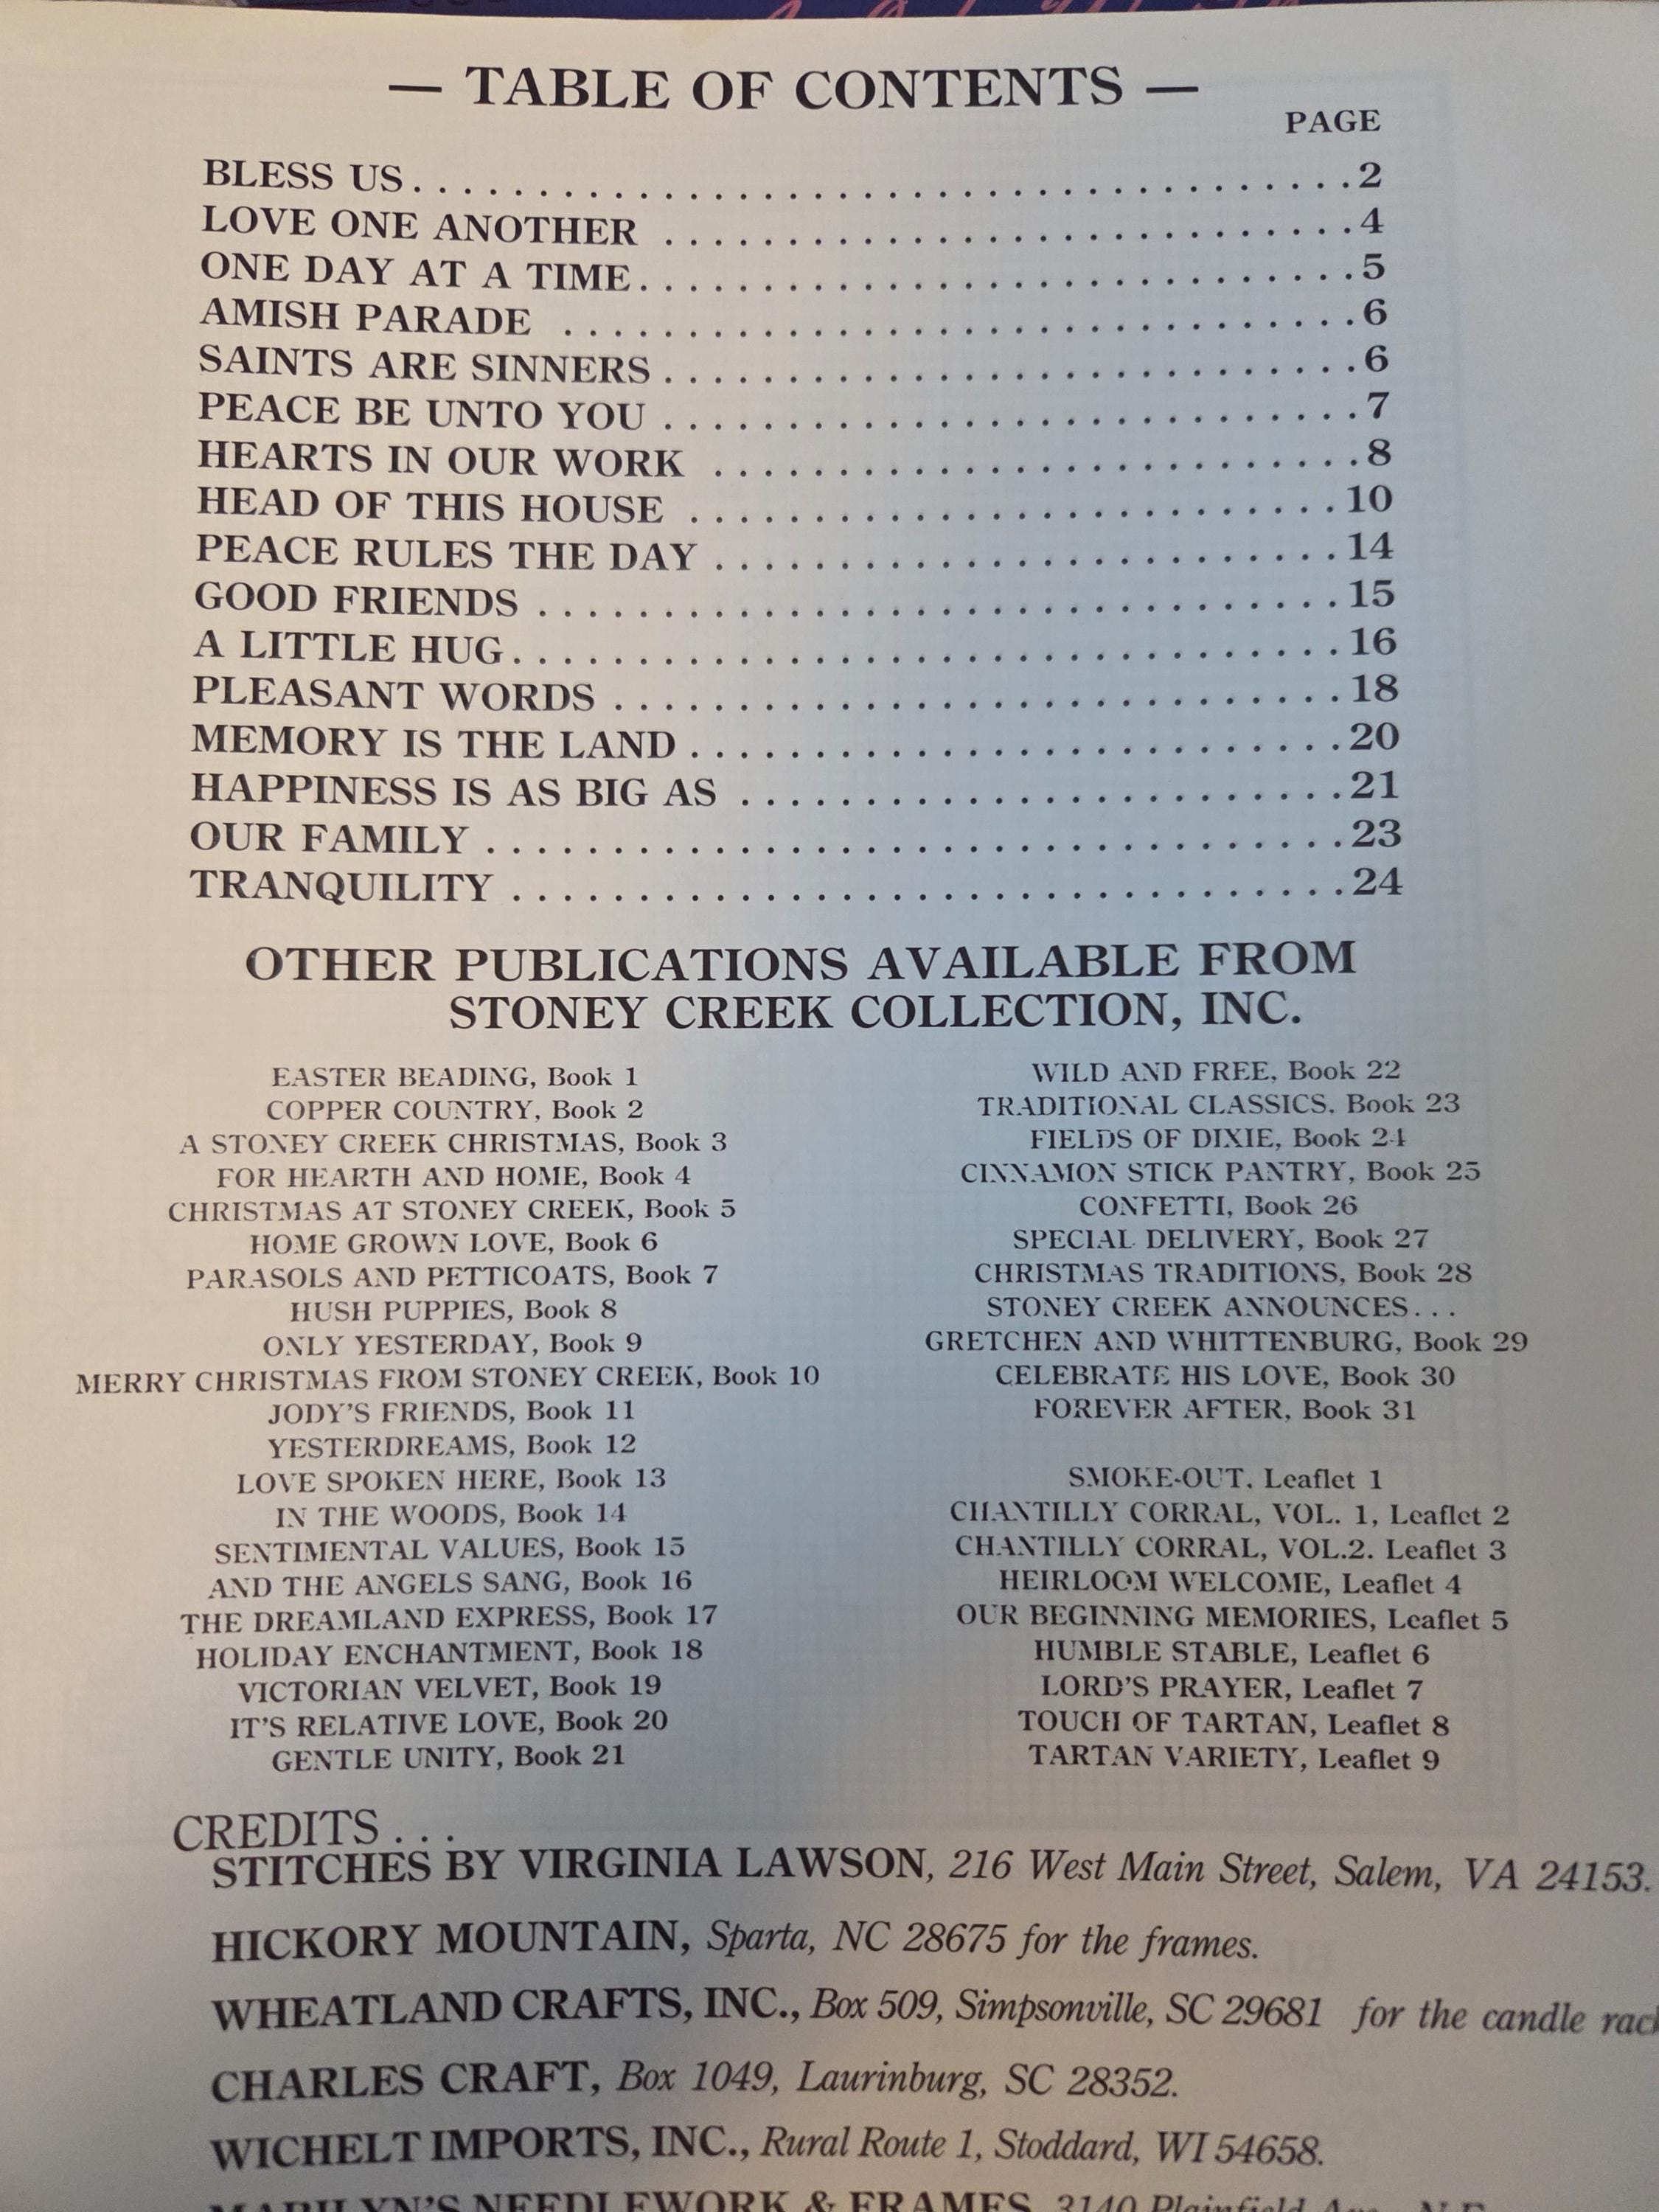 — TABLE OF CONTENTS —
PAGE
BLESS US. . . . . . . . . . . . . . . . . . . . . . . . . . . . . . . . . . . . . . .2
LOVE ONE ANOTHER . . . . . . . . . . . . . . . . . . . . . . . . . . . .4
ONE DAY AT A TIME. . . . . . . . . . . . . . . . . . . . . . . . . . . . .5
AMISH PARADE . . . . . . . . . . . . . . . . . . . . . . . . . . . . . . . .6
SAINTS ARE SINNERS . . . . . . . . . . . . . . . . . . . . . . . . . . . .6
PEACE BE UNTO YOU . . . . . . . . . . . . . . . . . . . . . . . . . . . .7
HEARTS IN OUR WORK . . . . . . . . . . . . . . . . . . . . . . . . . .8
HEAD OF THIS HOUSE . . . . . . . . . . . . . . . . . . . . . . . . . .10
PEACE RULES THE DAY . . . . . . . . . . . . . . . . . . . . . . . . .14
GOOD FRIENDS . . . . . . . . . . . . . . . . . . . . . . . . . . . . . . . .15
A LITTLE HUG. . . . . . . . . . . . . . . . . . . . . . . . . . . . . . . . .16
PLEASANT WORDS . . . . . . . . . . . . . . . . . . . . . . . . . . . . .18
MEMORY IS THE LAND . . . . . . . . . . . . . . . . . . . . . . . . . .20
HAPPINESS IS AS BIG AS . . . . . . . . . . . . . . . . . . . . . . . .21
OUR FAMILY . . . . . . . . . . . . . . . . . . . . . . . . . . . . . . . . . .23
TRANQUILITY . . . . . . . . . . . . . . . . . . . . . . . . . . . . . . . . .24
OTHER PUBLICATIONS AVAILABLE FROM
STONEY CREEK COLLECTION, INC.
EASTER BEADING, Book 1
COPPER COUNTRY, Book 2
A STONEY CREEK CHRISTMAS, Book 3
FOR HEARTH AND HOME, Book 4
CHRISTMAS AT STONEY CREEK, Book 5
HOME GROWN LOVE, Book 6
PARASOLS AND PETTICOATS, Book 7
HUSH PUPPIES, Book 8
ONLY YESTERDAY, Book 9
MERRY CHRISTMAS FROM STONEY CREEK, Book 10
JODY'S FRIENDS, Book 11
YESTERDREAMS, Book 12
LOVE SPOKEN HERE, Book 13
IN THE WOODS, Book 14
SENTIMENTAL VALUES, Book 15
AND THE ANGELS SANG, Book 16
THE DREAMLAND EXPRESS, Book 17
HOLIDAY ENCHANTMENT, Book 18
VICTORIAN VELVET, Book 19
IT'S RELATIVE LOVE, Book 20
GENTLE UNITY, Book 21
WILD AND FREE, Book 22
TRADITIONAL CLASSICS. Book 23
FIELDS OF DIXIE, Book 24
CINNAMON STICK PANTRY, Book 25
CONFETTI, Book 26
SPECIAL DELIVERY, Book 27
CHRISTMAS TRADITIONS, Book 28
STONEY CREEK ANNOUNCES. . .
GRETCHEN AND WHITTENBURG, Book 29
CELEBRATE HIS LOVE, Book 30
FOREVER AFTER, Book 31
SMOKE-OUT. Leaflet 1
CHANTILLY CORRAL, VOL. 1, Leaflet 2
CHANTILLY CORRAL, VOL.2. Leaflet 3
HEIRLOOM WELCOME, Leaflet 4
OUR BEGINNING MEMORIES, Leaflet 5
HUMBLE STABLE, Leaflet 6
LORD'S PRAYER, Leaflet 7
TOUCH OF TARTAN, Leaflet 8
TARTAN VARIETY, Leaflet 9
CREDITS . . .
STITCHES BY VIRGINIA LAWSON, 216 West Main Street, Salem, VA 24153.
HICKORY MOUNTAIN, Sparta, NC 28675 for the frames.
WHEATLAND CRAFTS, INC., Box 509, Simpsonville, SC 29681 for the candle
CHARLES CRAFT, Box 1049, Laurinburg, SC 28352.
WICHELT IMPORTS, INC., Rural Route 1, Stoddard, WI 54658.
MARILYN'S NEEDLEWORK & FRAMES, 3140 Plainfield Ave., N.E.